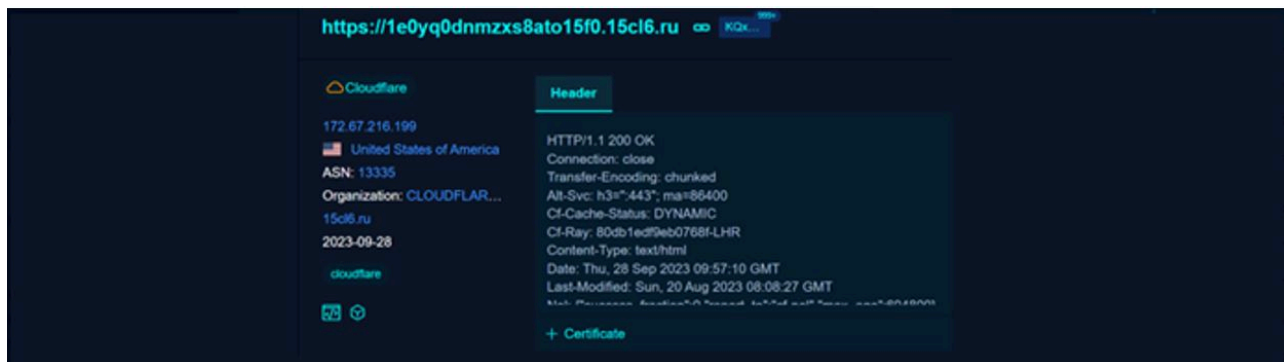 https://1e0yq0dnmzxs8ato15f0.15cl6.ru KQx... 999+
Cloudflare
172.67.216.199
United States of America
ASN: 13335
Organization: CLOUDFLAR...
15cl6.ru
2023-09-28
cloudflare
Header
HTTP/1.1 200 OK
Connection: close
Transfer-Encoding: chunked
Alt-Svc: h3=":443"; ma=86400
Cf-Cache-Status: DYNAMIC
Cf-Ray: 80db1edf9eb0768f-LHR
Content-Type: text/html
Date: Thu, 28 Sep 2023 09:57:10 GMT
Last-Modified: Sun, 20 Aug 2023 08:08:27 GMT
+ Certificate